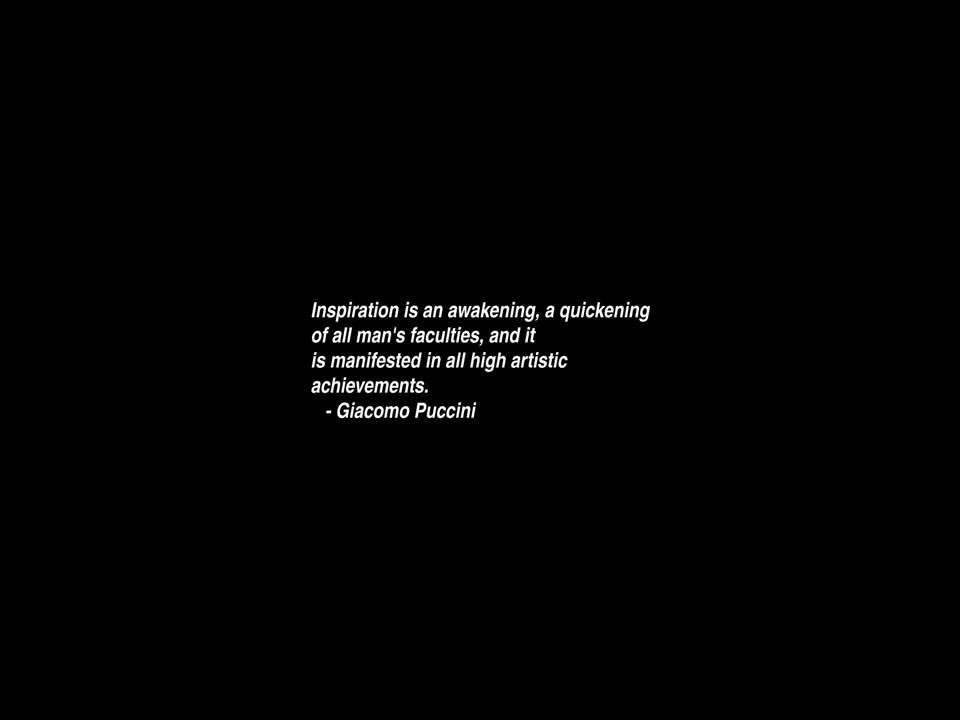 Inspiration is an awakening, a quickening
of all man's faculties, and it
is manifested in all high artistic
achievements.
- Giacomo Puccini